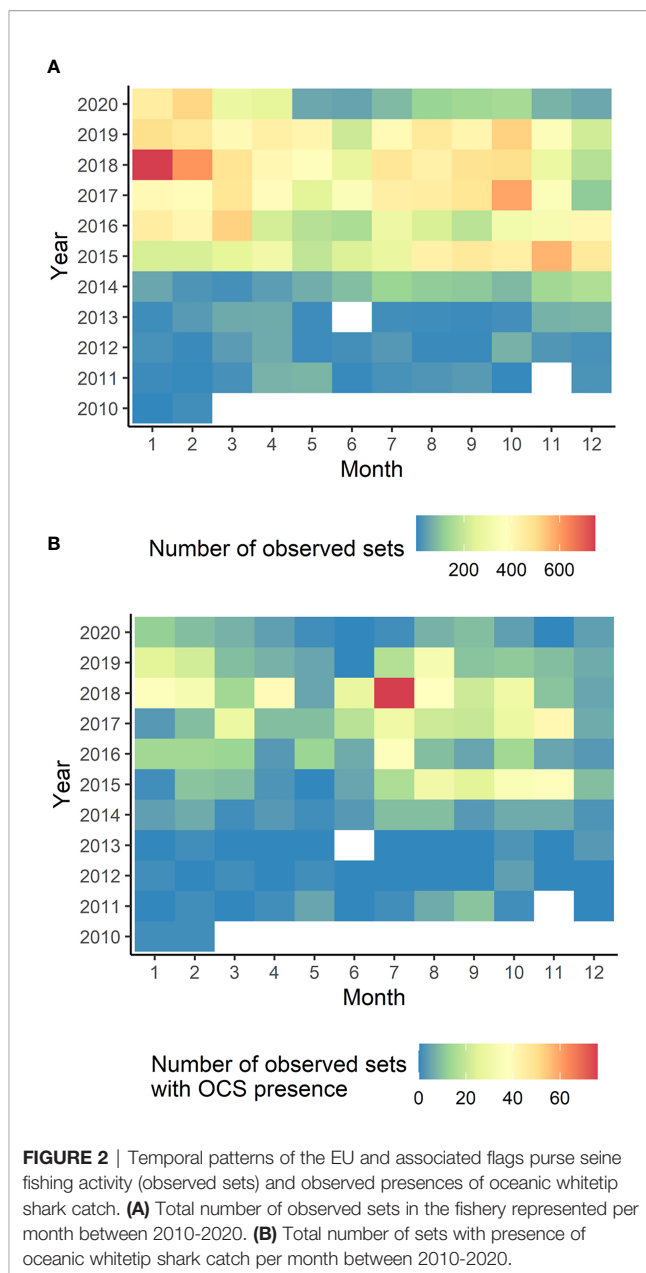 A
2020
2019
2018
2017
2016
2015
2014
2013
2012
2011
2010
Year
1 2 3 4 5 6 7 8 9 10 11 12
Month
Number of observed sets
200 400 600
B
2020
2019
2018
2017
2016
2015
2014
2013
2012
2011
2010
Year
1 2 3 4 5 6 7 8 9 10 11 12
Month
Number of observed sets
with OCS presence
0 20 40 60
FIGURE 2 | Temporal patterns of the EU and associated flags purse seine
fishing activity (observed sets) and observed presences of oceanic whitetip
shark catch. (A) Total number of observed sets in the fishery represented per
month between 2010-2020. (B) Total number of sets with presence of
oceanic whitetip shark catch per month between 2010-2020.